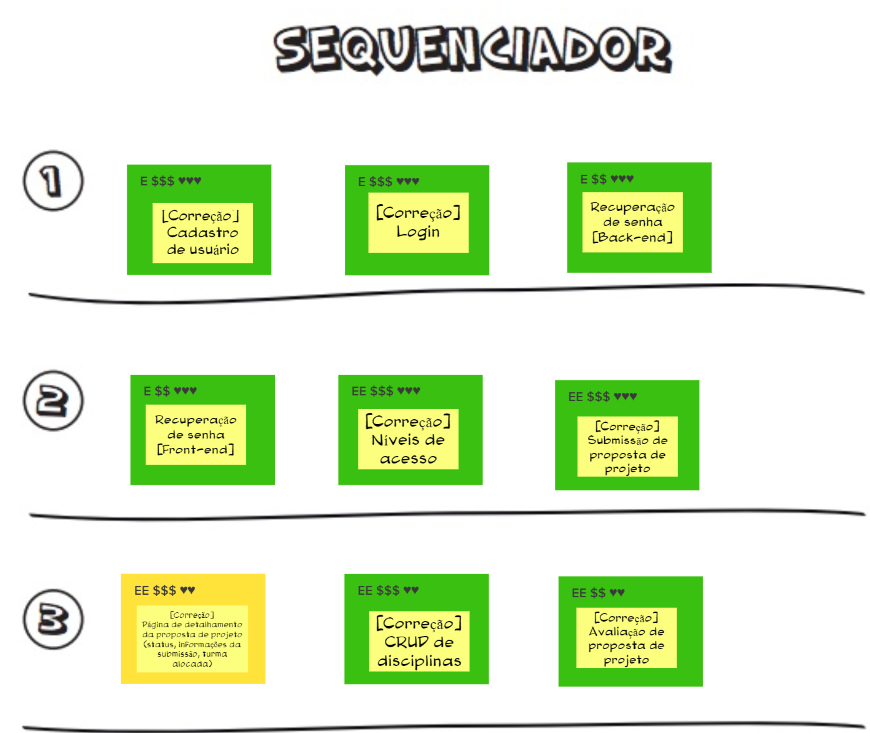 SEQUENCIADOR
1
E $$$ ♥♥♥
[Correção]
Cadastro
de usuário
E $$$ ♥♥♥
[Correção]
Login
E $$ ♥♥♥
Recuperação
de senha
[Back-end]
2
E $$ ♥♥♥
Recuperação
de senha
[Front-end]
EE $$$ ♥♥♥
[Correção]
Níveis de
acesso
EE $$$ ♥♥♥
[Correção]
Submissão de
proposta de
projeto
3
EE $$$ ♥♥
[Correção]
Página de detalhamento
da proposta de projeto
(status, informações da
submissão, turma
alocada)
EE $$$ ♥♥
[Correção]
CRUD de
disciplinas
EE $$ ♥♥
[Correção]
Avaliação de
proposta de
projeto